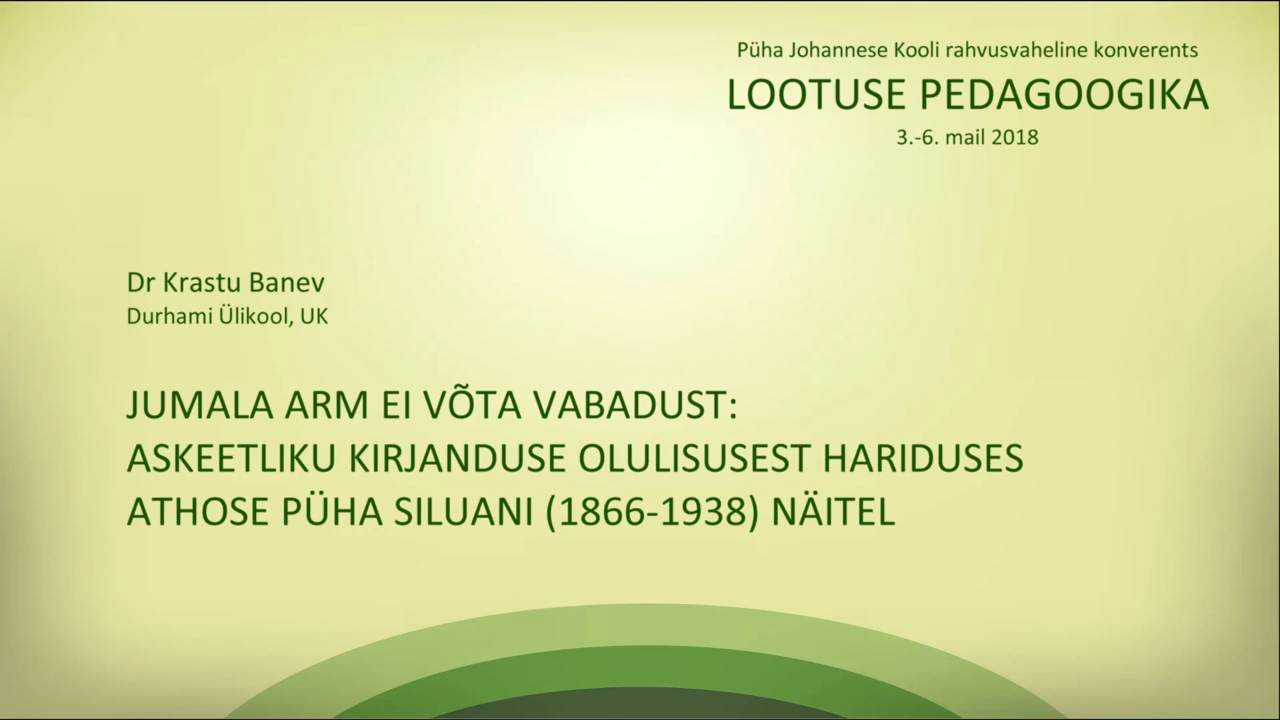 Püha Johannese Kooli rahvusvaheline konverents
LOOTUSE PEDAGOOGIKA
3.-6. mail 2018
Dr Krastu Banev
Durhami Ülikool, UK
JUMALA ARM EI VÕTA VABADUST:
ASKEETLIKU KIRJANDUSE OLULISUSEST HARIDUSES
ATHOSE PÜHA SILUANI (1866-1938) NÄITEL